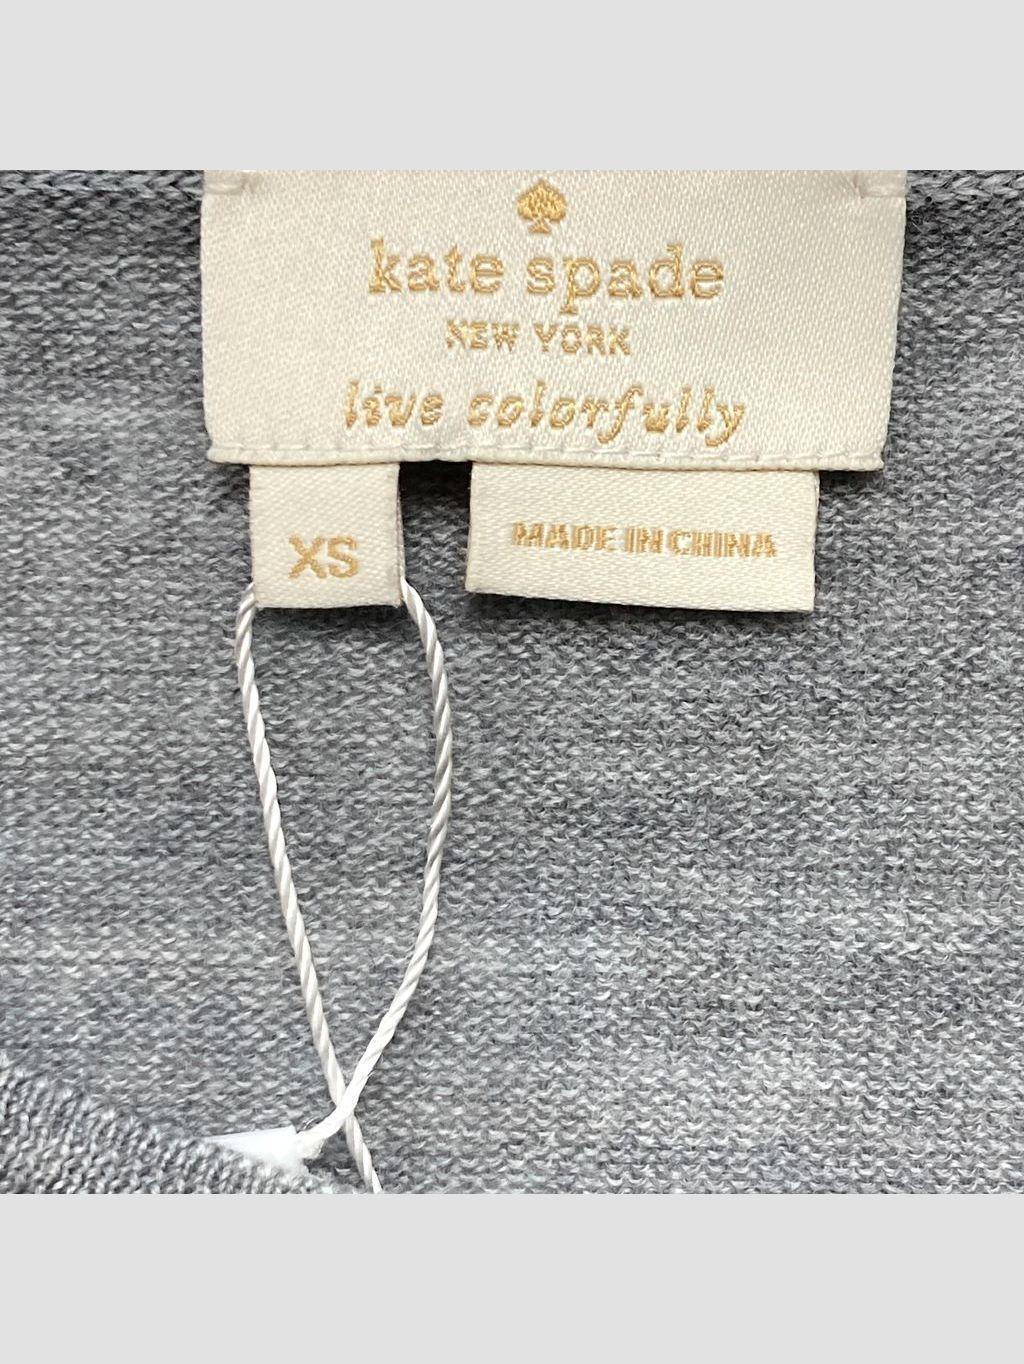 kate spade
NEW YORK
live colorfully
XS
MADE IN CHINA